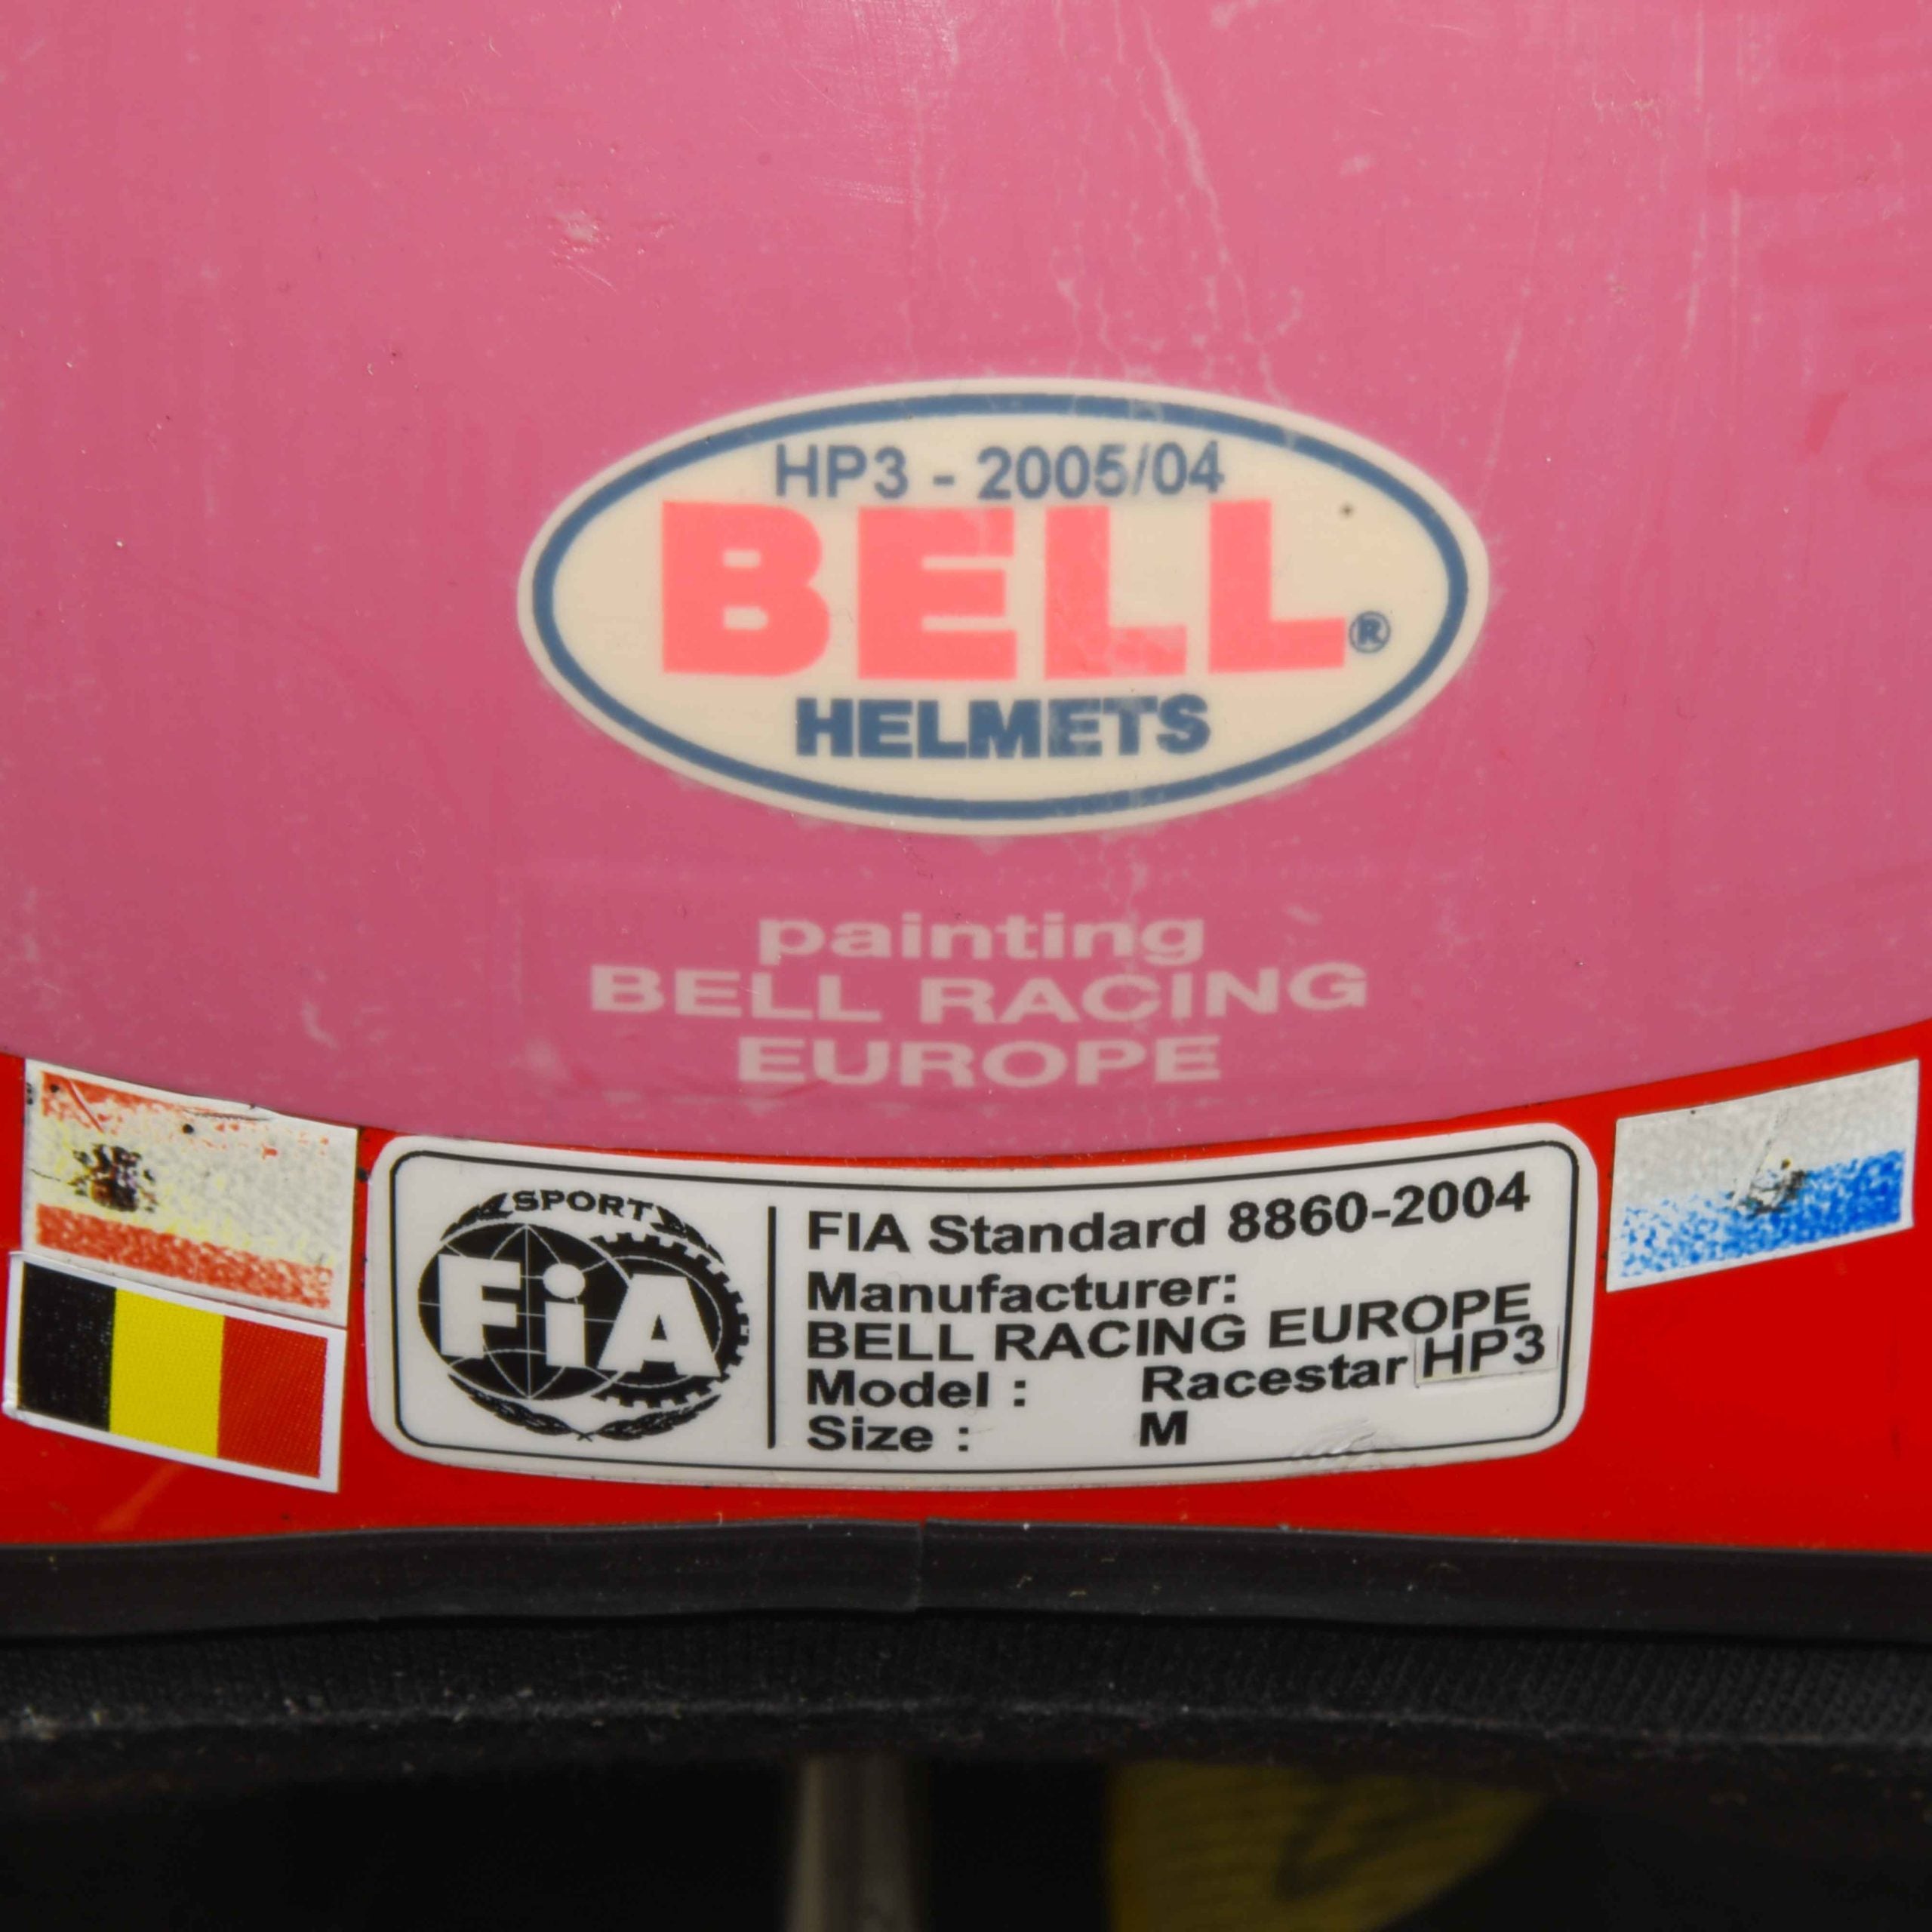 HP3 - 2005/04
BELL®
HELMETS
painting
BELL RACING
EUROPE
SPORT
FiA
FIA Standard 8860-2004
Manufacturer:
BELL RACING EUROPE
Model : Racestar HP3
Size : M